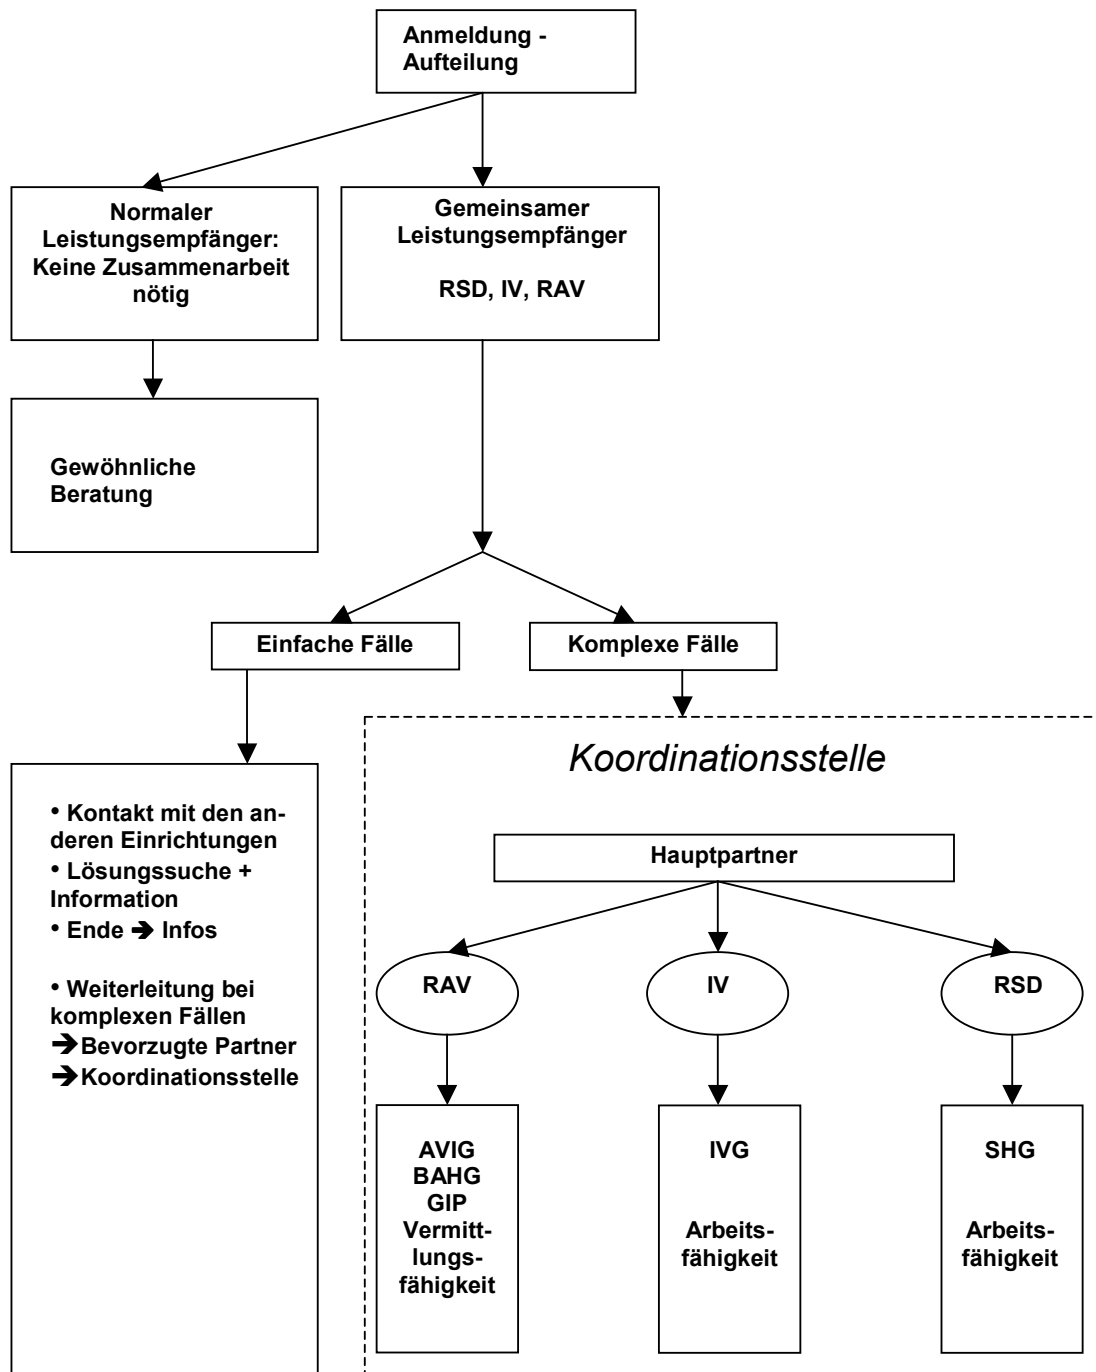 Anmeldung -
Aufteilung
Normaler
Leistungsempfänger:
Keine Zusammenarbeit
nötig
Gemeinsamer
Leistungsempfänger
RSD, IV, RAV
Gewöhnliche
Beratung
Einfache Fälle
Komplexe Fälle
• Kontakt mit den an-
deren Einrichtungen
• Lösungssuche +
Information
• Ende ➔ Infos
• Weiterleitung bei
komplexen Fällen
➔ Bevorzugte Partner
➔ Koordinationsstelle
Koordinationsstelle
Hauptpartner
RAV
IV
RSD
AVIG
BAHG
GIP
Vermitt-
lungs-
fähigkeit
IVG
Arbeits-
fähigkeit
SHG
Arbeits-
fähigkeit